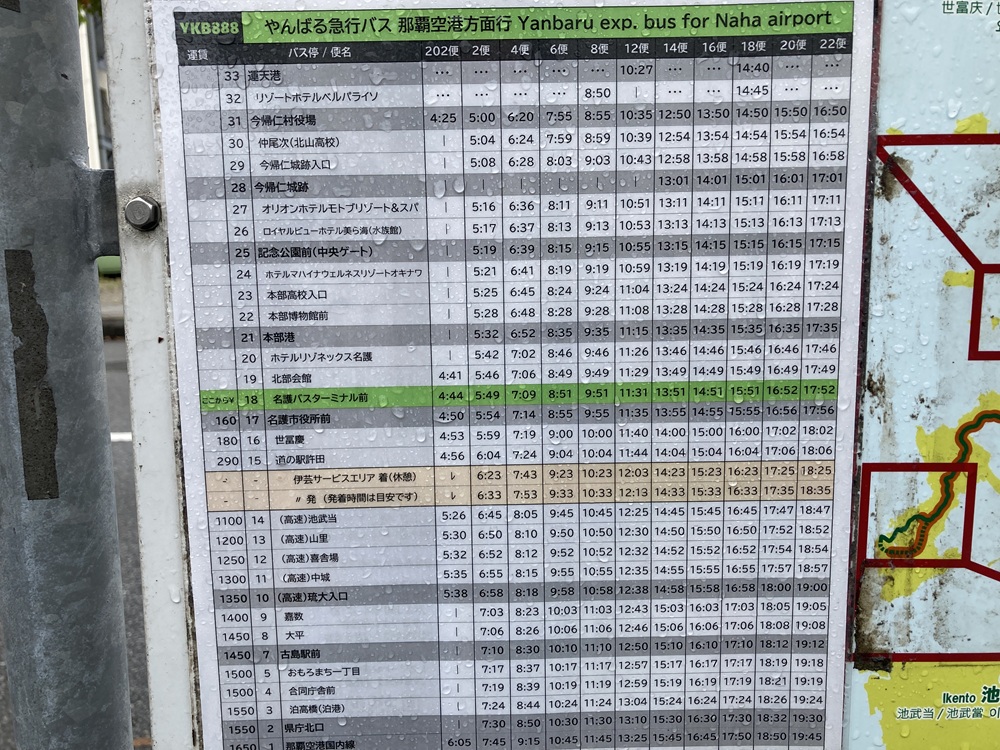 世富庆 / 世
YKB888 やんばる急行バス 那覇空港方面行 Yanbaru exp. bus for Naha airport
運賃 バス停 / 便名 202便 2便 4便 6便 8便 12便 14便 16便 18便 20便 22便
33 運天港 … … … … … 10:27 … … 14:40 … …
32 リゾートホテルベルパライソ … … … … 8:50 | … … 14:45 … …
31 今帰仁村役場 4:25 5:00 6:20 7:55 8:55 10:35 12:50 13:50 14:50 15:50 16:50
30 仲尾次(北山高校) | 5:04 6:24 7:59 8:59 10:39 12:54 13:54 14:54 15:54 16:54
29 今帰仁城跡入口 | 5:08 6:28 8:03 9:03 10:43 12:58 13:58 14:58 15:58 16:58
28 今帰仁城跡 | | | | | | 13:01 14:01 15:01 16:01 17:01
27 オリオンホテルモトブリゾート&スパ | 5:16 6:36 8:11 9:11 10:51 13:11 14:11 15:11 16:11 17:11
26 ロイヤルビューホテル美ら海(水族館) | 5:17 6:37 8:13 9:13 10:53 13:13 14:13 15:13 16:13 17:13
25 記念公園前(中央ゲート) | 5:19 6:39 8:15 9:15 10:55 13:15 14:15 15:15 16:15 17:15
24 ホテルマハイナウェルネスリゾートオキナワ | 5:21 6:41 8:19 9:19 10:59 13:19 14:19 15:19 16:19 17:19
23 本部高校入口 | 5:25 6:45 8:24 9:24 11:04 13:24 14:24 15:24 16:24 17:24
22 本部博物館前 | 5:28 6:48 8:28 9:28 11:08 13:28 14:28 15:28 16:28 17:28
21 本部港 | 5:32 6:52 8:35 9:35 11:15 13:35 14:35 15:35 16:35 17:35
20 ホテルリゾネックス名護 | 5:42 7:02 8:46 9:46 11:26 13:46 14:46 15:46 16:46 17:46
19 北部会館 4:41 5:46 7:06 8:49 9:49 11:29 13:49 14:49 15:49 16:49 17:49
ここから¥ 18 名護バスターミナル前 4:44 5:49 7:09 8:51 9:51 11:31 13:51 14:51 15:51 16:52 17:52
160 17 名護市役所前 4:50 5:54 7:14 8:55 9:55 11:35 13:55 14:55 15:55 16:56 17:56
180 16 世冨慶 4:53 5:59 7:19 9:00 10:00 11:40 14:00 15:00 16:00 17:02 18:02
290 15 道の駅許田 4:56 6:04 7:24 9:04 10:04 11:44 14:04 15:04 16:04 17:06 18:06
- - 伊芸サービスエリア 着(休憩) レ 6:23 7:43 9:23 10:23 12:03 14:23 15:23 16:23 17:25 18:25
- - 〃 発 (発着時間は目安です) レ 6:33 7:53 9:33 10:33 12:13 14:33 15:33 16:33 17:35 18:35
1100 14 (高速)池武当 5:26 6:45 8:05 9:45 10:45 12:25 14:45 15:45 16:45 17:47 18:47
1200 13 (高速)山里 5:30 6:50 8:10 9:50 10:50 12:30 14:50 15:50 16:50 17:52 18:52
1250 12 (高速)喜舎場 5:32 6:52 8:12 9:52 10:52 12:32 14:52 15:52 16:52 17:54 18:54
1300 11 (高速)中城 5:35 6:55 8:15 9:55 10:55 12:35 14:55 15:55 16:55 17:57 18:57
1350 10 (高速)琉大入口 5:38 6:58 8:18 9:58 10:58 12:38 14:58 15:58 16:58 18:00 19:00
1400 9 嘉数 | 7:03 8:23 10:03 11:03 12:43 15:03 16:03 17:03 18:05 19:05
1450 8 大平 | 7:06 8:26 10:06 11:06 12:46 15:06 16:06 17:06 18:08 19:08
1450 7 古島駅前 | 7:10 8:30 10:10 11:10 12:50 15:10 16:10 17:10 18:12 19:12
1500 5 おもろまち一丁目 | 7:17 8:37 10:17 11:17 12:57 15:17 16:17 17:17 18:19 19:18
1500 4 合同庁舎前 | 7:19 8:39 10:19 11:19 12:59 15:19 16:19 17:19 18:21 19:19
1550 3 泊高橋(泊港) | 7:24 8:44 10:24 11:24 13:04 15:24 16:24 17:24 18:26 19:24
1550 2 県庁北口 | 7:30 8:50 10:30 11:30 13:10 15:30 16:30 17:30 18:32 19:30
1650 1 那覇空港国内線 6:05 7:45 9:15 10:45 11:45 13:25 15:45 16:45 17:50 18:50 19:45
Ikento 池
池武当 / 池武當